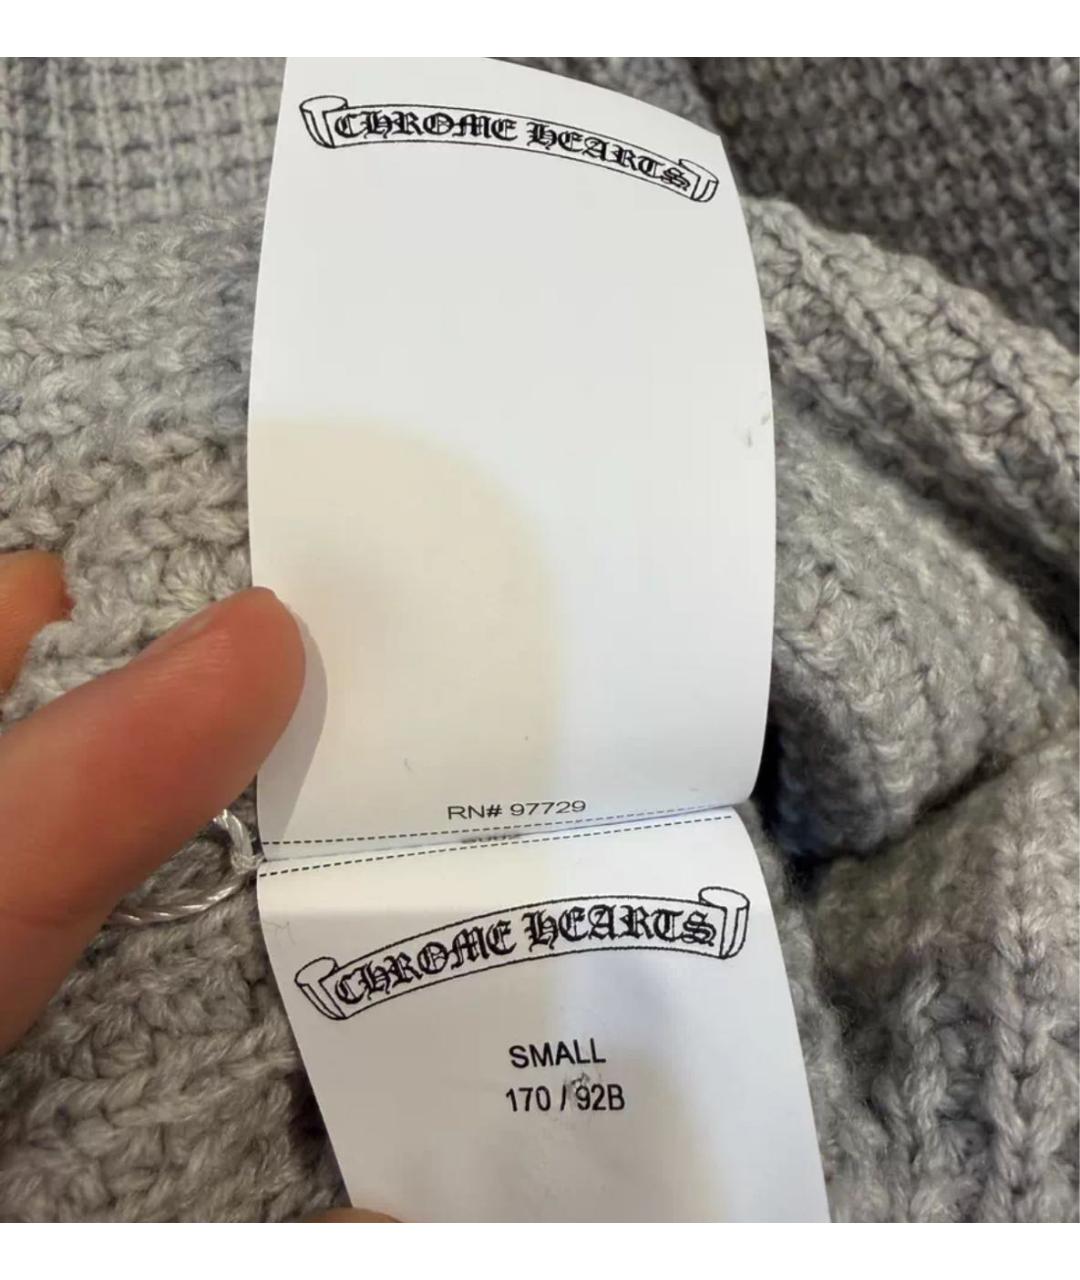 CHROME HEARTS
RN# 97729
CHROME HEARTS
SMALL
170 / 92B